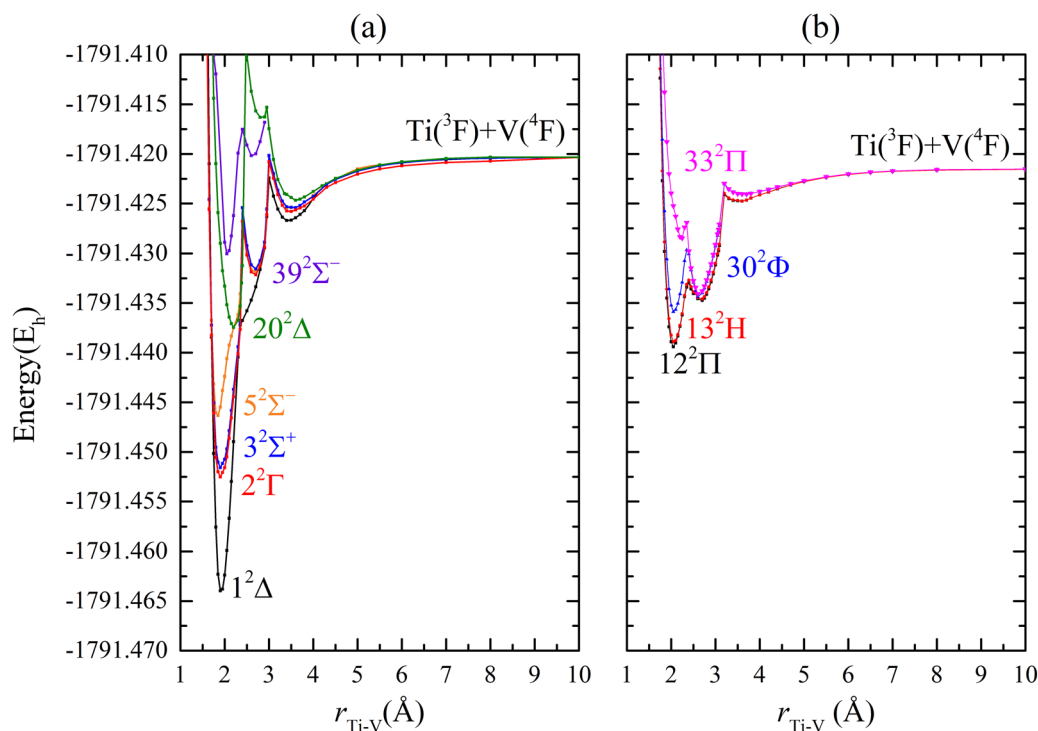 (a)
(b)
Energy(E_h)
-1791.410
-1791.415
-1791.420
-1791.425
-1791.430
-1791.435
-1791.440
-1791.445
-1791.450
-1791.455
-1791.460
-1791.465
-1791.470
Ti(³F)+V(⁴F)
39²Σ⁻
20²Δ
5²Σ⁻
3²Σ⁺
2²Γ
1²Δ
1 2 3 4 5 6 7 8 9 10
r_Ti-V(Å)
Ti(³F)+V(⁴F)
33²Π
30²Φ
13²H
12²Π
1 2 3 4 5 6 7 8 9 10
r_Ti-V(Å)